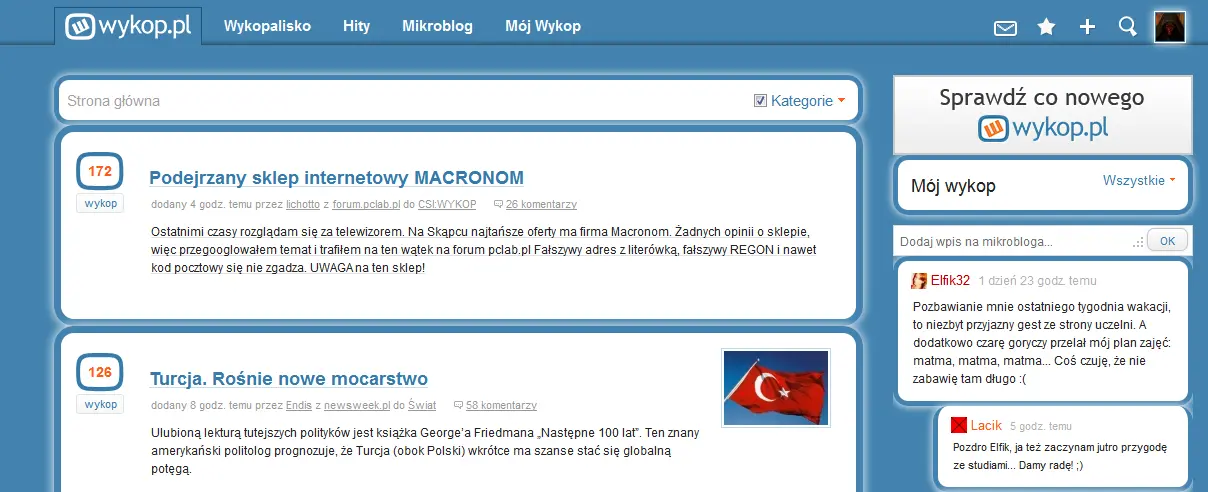 wykop.pl Wykopalisko Hity Mikroblog Mój Wykop
Strona główna Kategorie
172
wykop
Podejrzany sklep internetowy MACRONOM
dodany 4 godz. temu przez lichotto z forum.pclab.pl do CSI:WYKOP 26 komentarzy
Ostatnimi czasy rozglądam się za telewizorem. Na Skąpcu najtańsze oferty ma firma Macronom. Żadnych opinii o sklepie,
więc przegooglowałem temat i trafiłem na ten wątek na forum pclab.pl Fałszywy adres z literówką, fałszywy REGON i nawet
kod pocztowy się nie zgadza. UWAGA na ten sklep!
126
wykop
Turcja. Rośnie nowe mocarstwo
dodany 8 godz. temu przez Endis z newsweek.pl do Świat 58 komentarzy
Ulubioną lekturą tutejszych polityków jest książka George'a Friedmana „Następne 100 lat". Ten znany
amerykański politolog prognozuje, że Turcja (obok Polski) wkrótce ma szanse stać się globalną
potęgą.
Sprawdź co nowego
wykop.pl
Mój wykop Wszystkie
Dodaj wpis na mikrobloga... OK
Elfik32 1 dzień 23 godz. temu
Pozbawianie mnie ostatniego tygodnia wakacji,
to niezbyt przyjazny gest ze strony uczelni. A
dodatkowo czarę goryczy przelał mój plan zajęć:
matma, matma, matma... Coś czuję, że nie
zabawię tam długo :(
Lacik 5 godz. temu
Pozdro Elfik, ja też zaczynam jutro przygodę
ze studiami... Damy radę! ;)